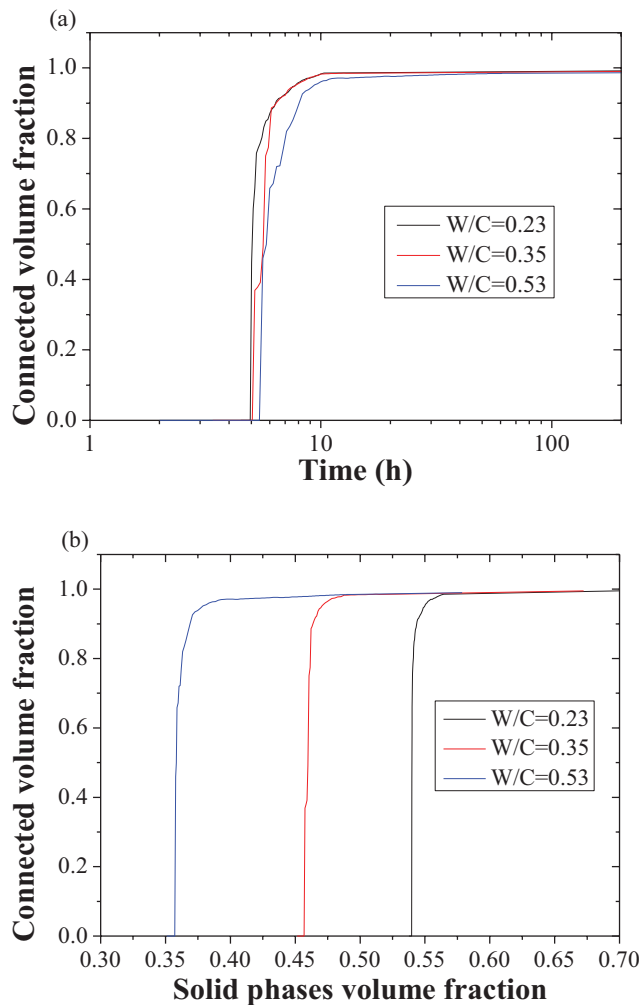 (a)
1.0
0.8
0.6
0.4
0.2
0.0
Connected volume fraction
W/C=0.23
W/C=0.35
W/C=0.53
1 10 100
Time (h)
(b)
1.0
0.8
0.6
0.4
0.2
0.0
Connected volume fraction
W/C=0.23
W/C=0.35
W/C=0.53
0.30 0.35 0.40 0.45 0.50 0.55 0.60 0.65 0.70
Solid phases volume fraction